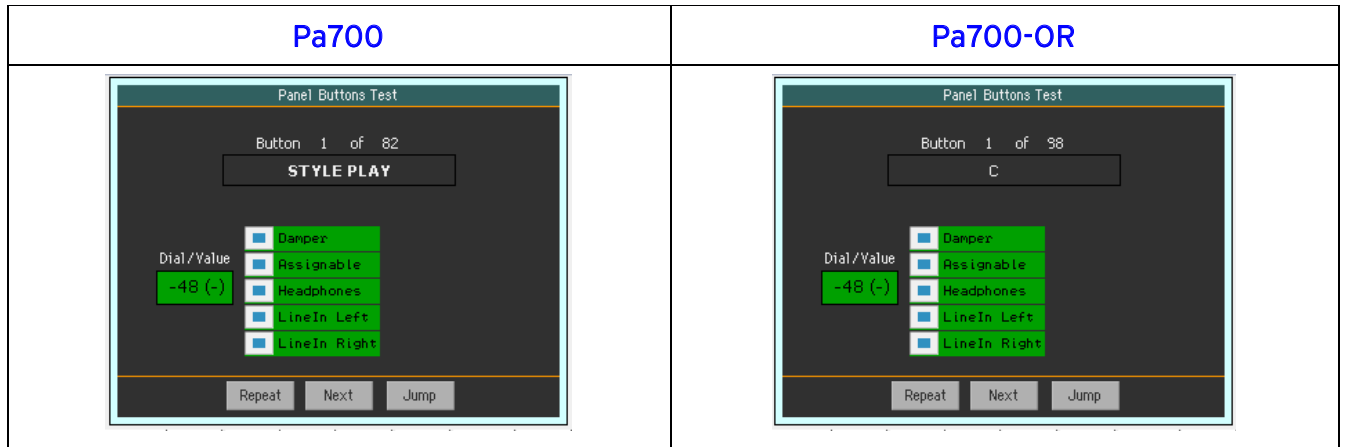 Pa700
Pa700-OR
Panel Buttons Test
Button 1 of 82
STYLE PLAY
Damper
Dial/Value
Assignable
-48 (-)
Headphones
LineIn Left
LineIn Right
Repeat Next Jump
Panel Buttons Test
Button 1 of 98
C
Damper
Dial/Value
Assignable
-48 (-)
Headphones
LineIn Left
LineIn Right
Repeat Next Jump